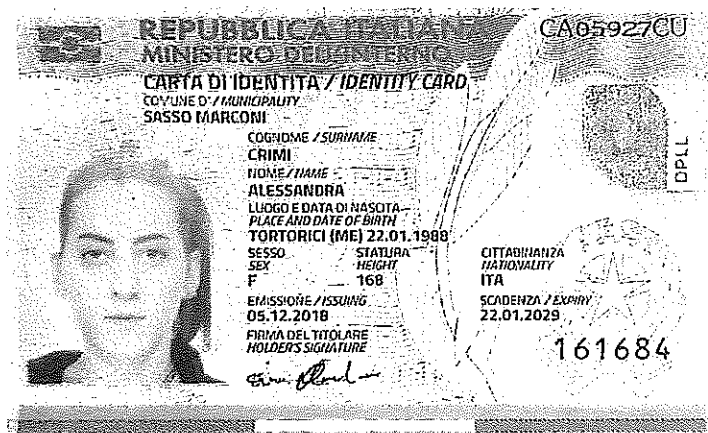 REPUBBLICA ITALIANA
MINISTERO DELL'INTERNO
CA05927CU
CARTA DI IDENTITÀ / IDENTITY CARD
COMUNE DI / MUNICIPALITY
SASSO MARCONI
COGNOME / SURNAME
CRIMI
NOME / NAME
ALESSANDRA
LUOGO E DATA DI NASCITA
PLACE AND DATE OF BIRTH
TORTORICI (ME) 22.01.1988
SESSO STATURA CITTADINANZA
SEX HEIGHT NATIONALITY
F 168 ITA
EMISSIONE / ISSUING SCADENZA / EXPIRY
05.12.2018 22.01.2029
FIRMA DEL TITOLARE
HOLDER'S SIGNATURE
161684
DPLL